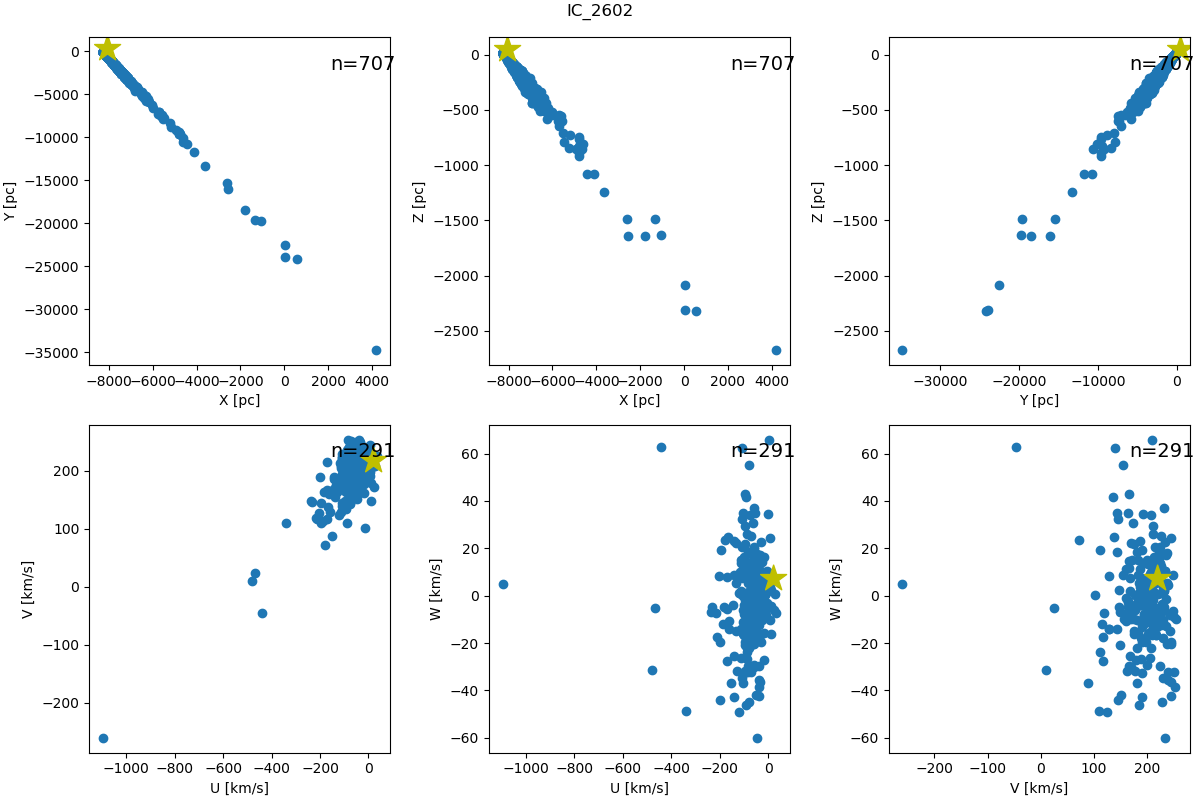 IC_2602
n=707
n=707
n=707
0
−5000
−10000
−15000
−20000
−25000
−30000
−35000
Y [pc]
−8000 −6000 −4000 −2000 0 2000 4000
X [pc]
0
−500
−1000
−1500
−2000
−2500
Z [pc]
−8000 −6000 −4000 −2000 0 2000 4000
X [pc]
0
−500
−1000
−1500
−2000
−2500
Z [pc]
−30000 −20000 −10000 0
Y [pc]
n=291
n=291
n=291
200
100
0
−100
−200
V [km/s]
−1000 −800 −600 −400 −200 0
U [km/s]
60
40
20
0
−20
−40
−60
W [km/s]
−1000 −800 −600 −400 −200 0
U [km/s]
60
40
20
0
−20
−40
−60
W [km/s]
−200 −100 0 100 200
V [km/s]